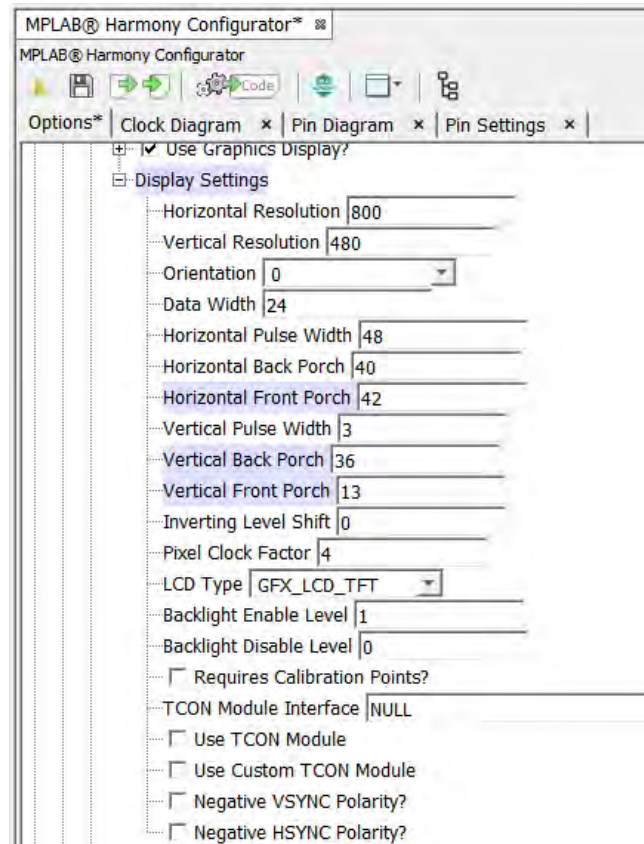 MPLAB® Harmony Configurator*
MPLAB® Harmony Configurator
Code
Options* Clock Diagram × Pin Diagram × Pin Settings ×
Use Graphics Display?
Display Settings
Horizontal Resolution 800
Vertical Resolution 480
Orientation 0
Data Width 24
Horizontal Pulse Width 48
Horizontal Back Porch 40
Horizontal Front Porch 42
Vertical Pulse Width 3
Vertical Back Porch 36
Vertical Front Porch 13
Inverting Level Shift 0
Pixel Clock Factor 4
LCD Type GFX_LCD_TFT
Backlight Enable Level 1
Backlight Disable Level 0
Requires Calibration Points?
TCON Module Interface NULL
Use TCON Module
Use Custom TCON Module
Negative VSYNC Polarity?
Negative HSYNC Polarity?